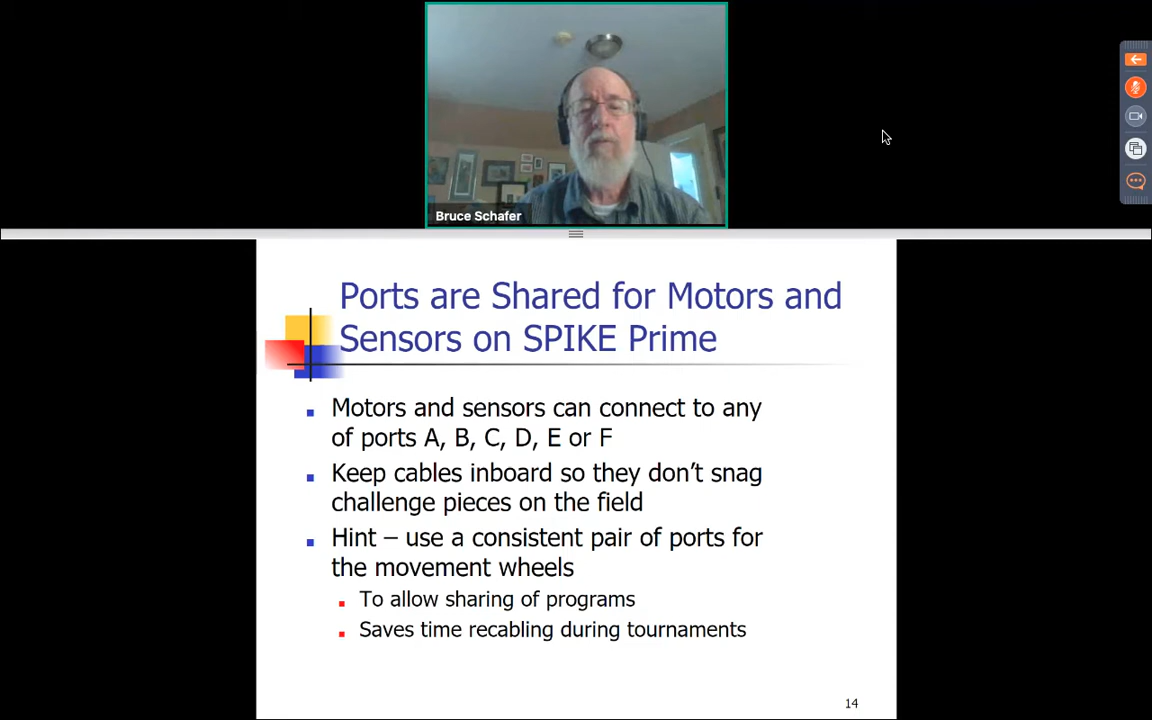 Bruce Schafer
Ports are Shared for Motors and
Sensors on SPIKE Prime
Motors and sensors can connect to any
of ports A, B, C, D, E or F
Keep cables inboard so they don’t snag
challenge pieces on the field
Hint – use a consistent pair of ports for
the movement wheels
To allow sharing of programs
Saves time recabling during tournaments
14